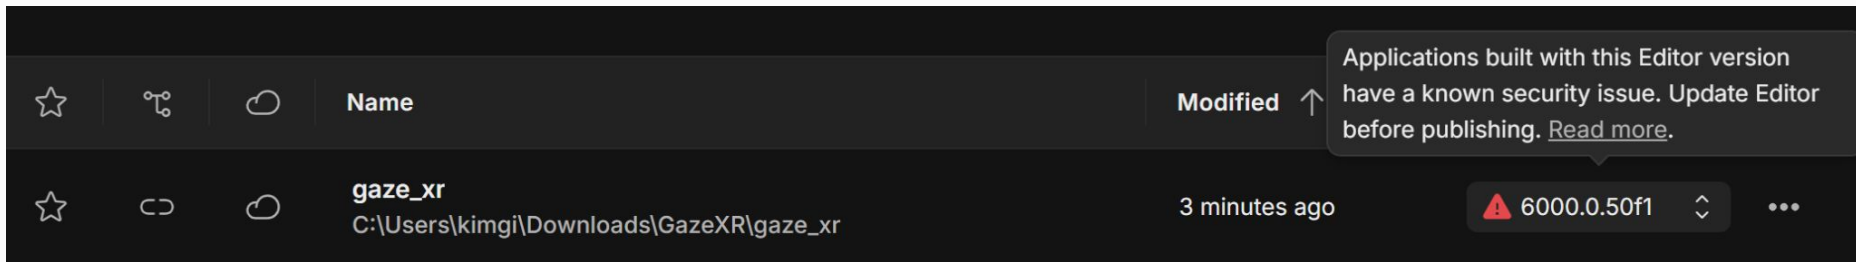 Applications built with this Editor version
have a known security issue. Update Editor
before publishing. Read more.
Name
Modified
gaze_xr
C:\Users\kimgi\Downloads\GazeXR\gaze_xr
3 minutes ago
6000.0.50f1